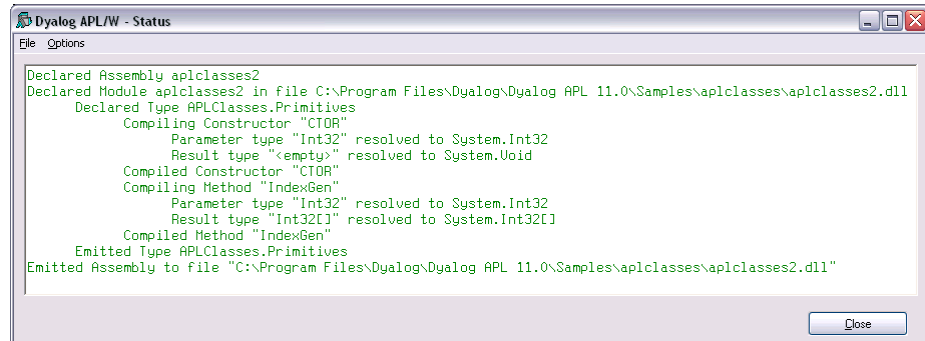 Dyalog APL/W - Status
File Options
Declared Assembly aplclasses2
Declared Module aplclasses2 in file C:\Program Files\Dyalog\Dyalog APL 11.0\Samples\aplclasses\aplclasses2.dll
Declared Type APLClasses.Primitives
Compiling Constructor "CTOR"
Parameter type "Int32" resolved to System.Int32
Result type "<empty>" resolved to System.Void
Compiled Constructor "CTOR"
Compiling Method "IndexGen"
Parameter type "Int32" resolved to System.Int32
Result type "Int32[]" resolved to System.Int32[]
Compiled Method "IndexGen"
Emitted Type APLClasses.Primitives
Emitted Assembly to file "C:\Program Files\Dyalog\Dyalog APL 11.0\Samples\aplclasses\aplclasses2.dll"
Close